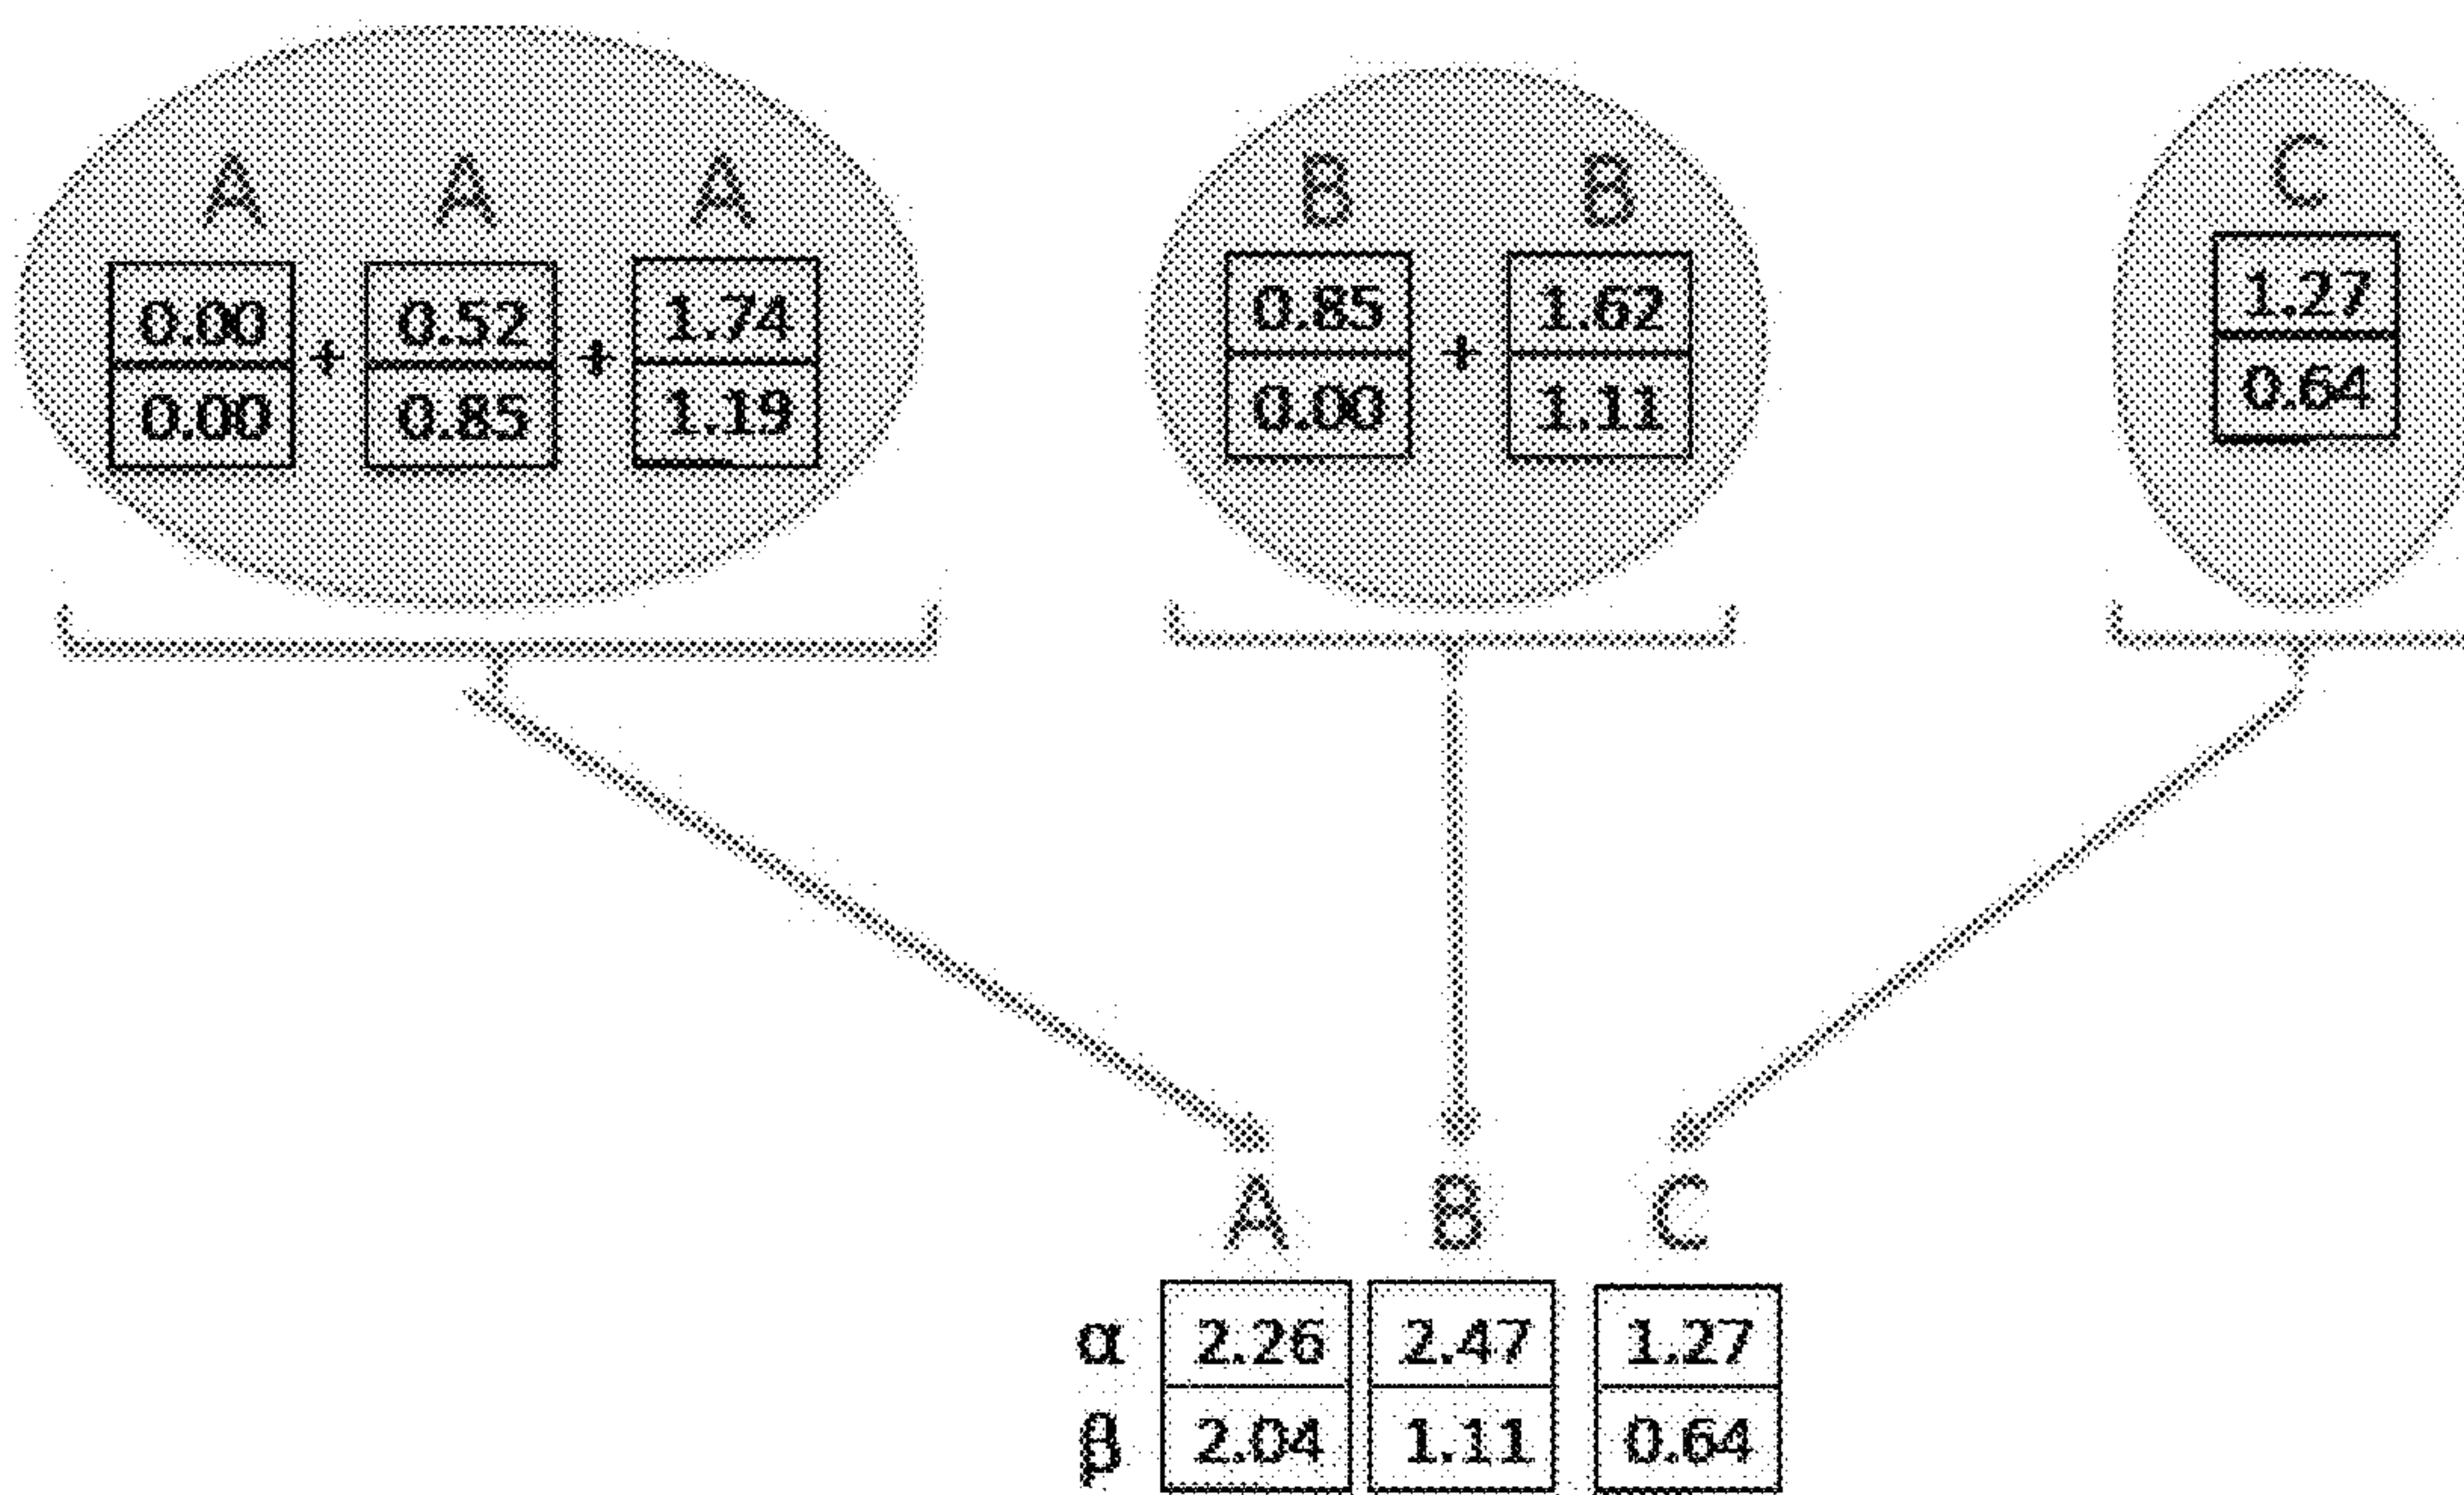 A A A B B C
0.00 + 0.52 + 1.74 0.85 + 1.62 1.27
0.00 0.85 1.19 0.00 1.11 0.64
A B C
α 2.26 2.47 1.27
β 2.04 1.11 0.64